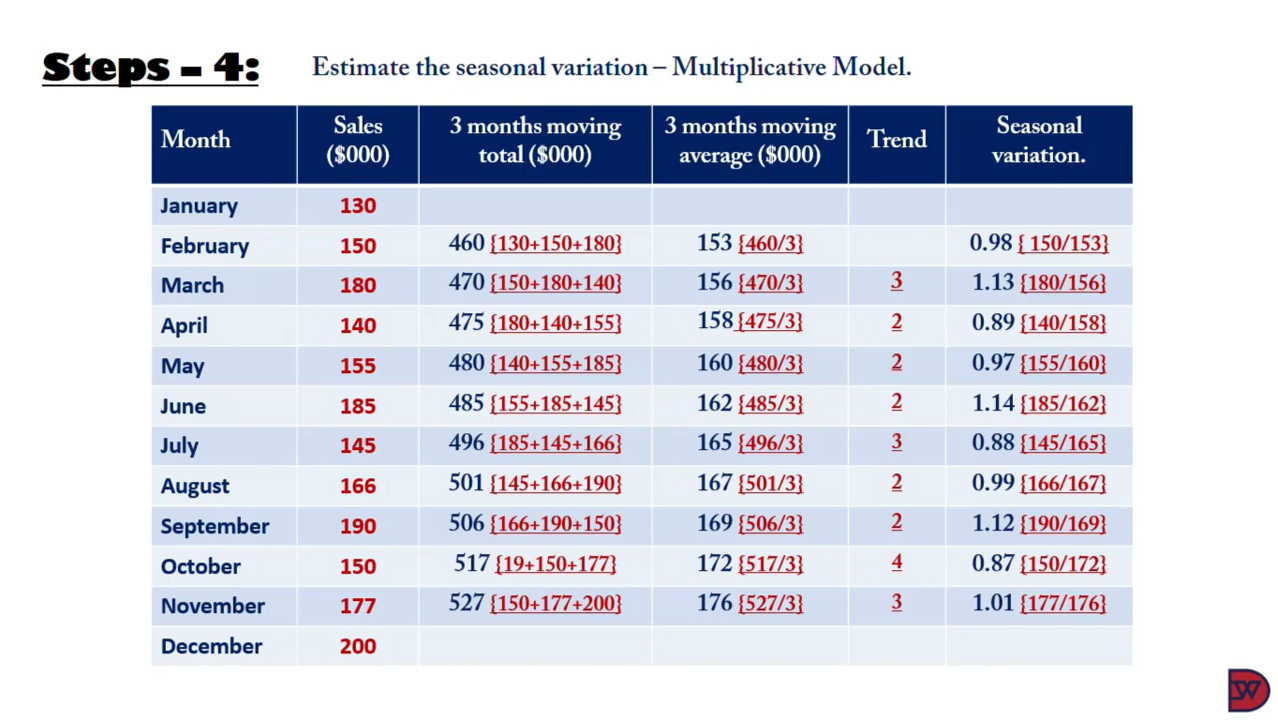 Steps – 4: Estimate the seasonal variation – Multiplicative Model.
Month Sales ($000) 3 months moving total ($000) 3 months moving average ($000) Trend Seasonal variation.
January 130
February 150 460 {130+150+180} 153 {460/3} 0.98 { 150/153}
March 180 470 {150+180+140} 156 {470/3} 3 1.13 {180/156}
April 140 475 {180+140+155} 158 {475/3} 2 0.89 {140/158}
May 155 480 {140+155+185} 160 {480/3} 2 0.97 {155/160}
June 185 485 {155+185+145} 162 {485/3} 2 1.14 {185/162}
July 145 496 {185+145+166} 165 {496/3} 3 0.88 {145/165}
August 166 501 {145+166+190} 167 {501/3} 2 0.99 {166/167}
September 190 506 {166+190+150} 169 {506/3} 2 1.12 {190/169}
October 150 517 {19+150+177} 172 {517/3} 4 0.87 {150/172}
November 177 527 {150+177+200} 176 {527/3} 3 1.01 {177/176}
December 200
DW